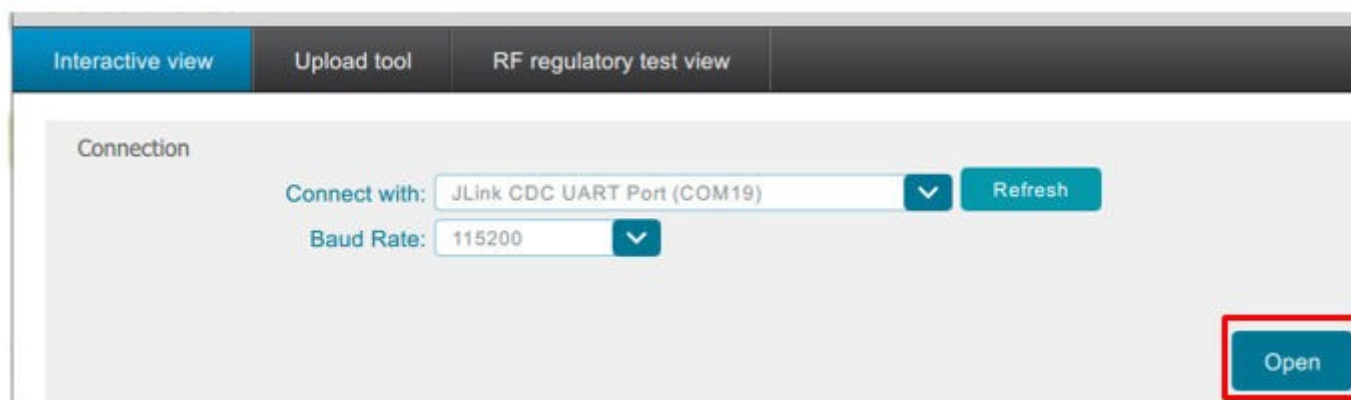 Interactive view Upload tool RF regulatory test view
Connection
Connect with: JLink CDC UART Port (COM19) Refresh
Baud Rate: 115200
Open